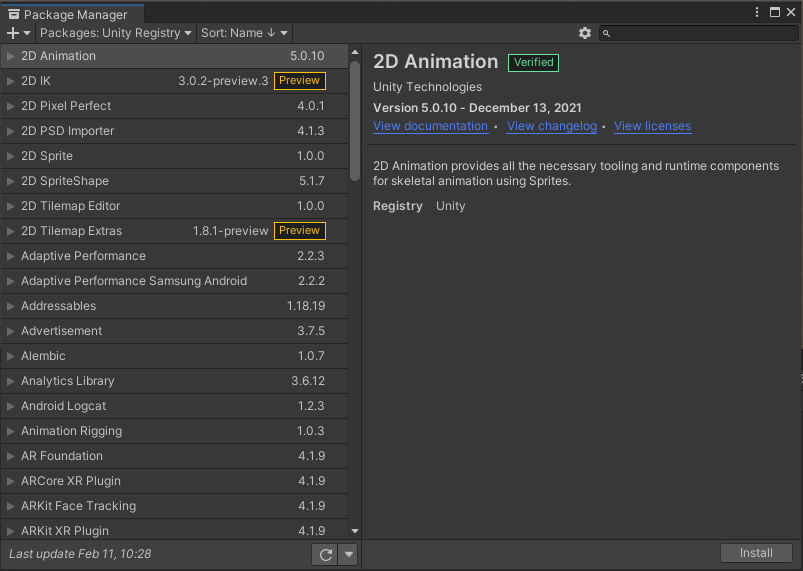 Package Manager
Packages: Unity Registry Sort: Name ↓
2D Animation 5.0.10
2D IK 3.0.2-preview.3 Preview
2D Pixel Perfect 4.0.1
2D PSD Importer 4.1.3
2D Sprite 1.0.0
2D SpriteShape 5.1.7
2D Tilemap Editor 1.0.0
2D Tilemap Extras 1.8.1-preview Preview
Adaptive Performance 2.2.3
Adaptive Performance Samsung Android 2.2.2
Addressables 1.18.19
Advertisement 3.7.5
Alembic 1.0.7
Analytics Library 3.6.12
Android Logcat 1.2.3
Animation Rigging 1.0.3
AR Foundation 4.1.9
ARCore XR Plugin 4.1.9
ARKit Face Tracking 4.1.9
ARKit XR Plugin 4.1.9
Last update Feb 11, 10:28
2D Animation Verified
Unity Technologies
Version 5.0.10 - December 13, 2021
View documentation • View changelog • View licenses
2D Animation provides all the necessary tooling and runtime components
for skeletal animation using Sprites.
Registry Unity
Install